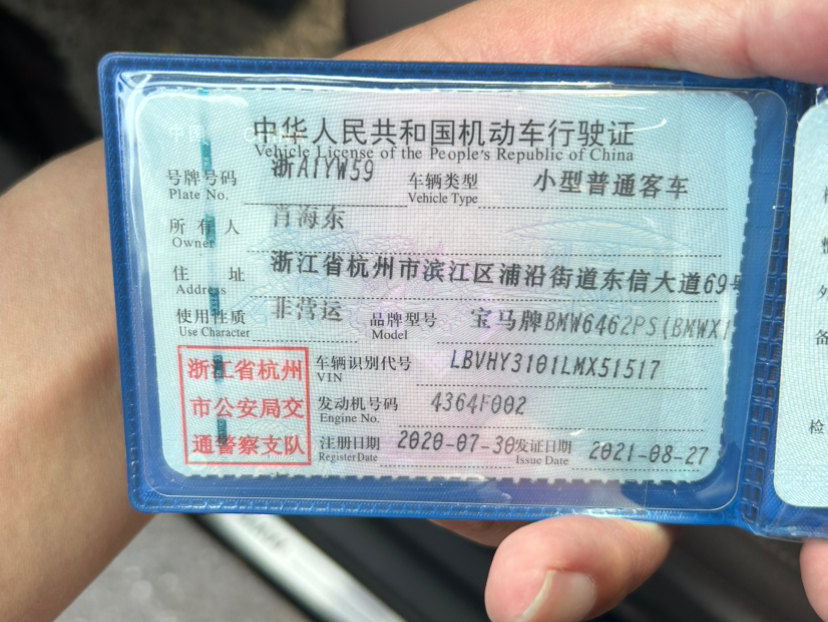 中华人民共和国机动车行驶证
Vehicle License of the People's Republic of China
号牌号码 浙A1YW59 车辆类型 小型普通客车
Plate No. Vehicle Type
所有人 肖海东
Owner
住址 浙江省杭州市滨江区浦沿街道东信大道69号
Address
使用性质 非营运 品牌型号 宝马牌BMW6462PS(BMWX1
Use Character Model
浙江省杭州 车辆识别代号 LBVHY3101LMX51517
VIN
市公安局交 发动机号码 4364F002
Engine No.
通警察支队 注册日期 2020-07-30 发证日期 2021-08-27
Register Date Issue Date
检